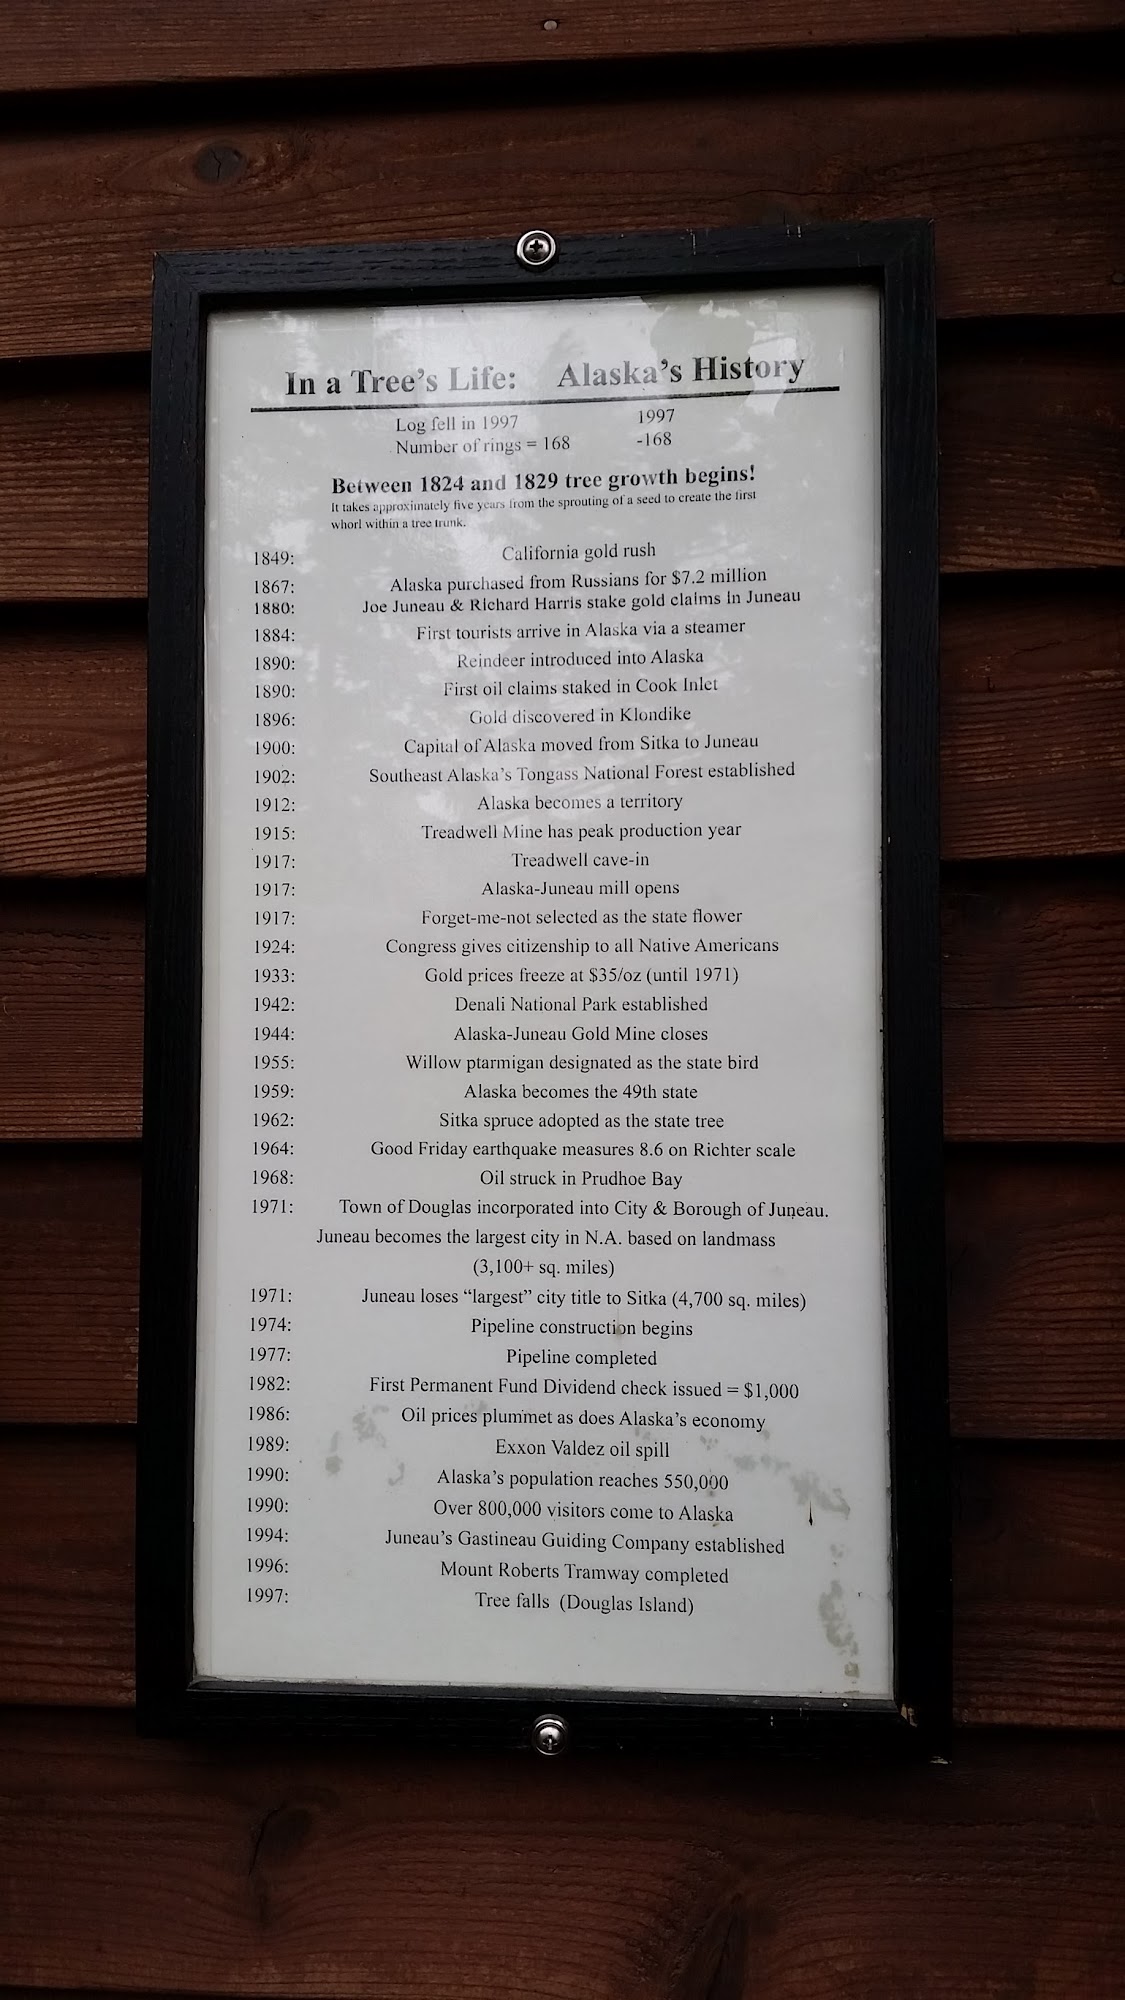 In a Tree's Life: Alaska's History
Log fell in 1997 1997
Number of rings = 168 -168
Between 1824 and 1829 tree growth begins!
It takes approximately five years from the sprouting of a seed to create the first
whorl within a tree trunk.
1849: California gold rush
1867: Alaska purchased from Russians for $7.2 million
1880: Joe Juneau & Richard Harris stake gold claims in Juneau
1884: First tourists arrive in Alaska via a steamer
1890: Reindeer introduced into Alaska
1890: First oil claims staked in Cook Inlet
1896: Gold discovered in Klondike
1900: Capital of Alaska moved from Sitka to Juneau
1902: Southeast Alaska's Tongass National Forest established
1912: Alaska becomes a territory
1915: Treadwell Mine has peak production year
1917: Treadwell cave-in
1917: Alaska-Juneau mill opens
1917: Forget-me-not selected as the state flower
1924: Congress gives citizenship to all Native Americans
1933: Gold prices freeze at $35/oz (until 1971)
1942: Denali National Park established
1944: Alaska-Juneau Gold Mine closes
1955: Willow ptarmigan designated as the state bird
1959: Alaska becomes the 49th state
1962: Sitka spruce adopted as the state tree
1964: Good Friday earthquake measures 8.6 on Richter scale
1968: Oil struck in Prudhoe Bay
1971: Town of Douglas incorporated into City & Borough of Juneau.
Juneau becomes the largest city in N.A. based on landmass
(3,100+ sq. miles)
1971: Juneau loses “largest” city title to Sitka (4,700 sq. miles)
1974: Pipeline construction begins
1977: Pipeline completed
1982: First Permanent Fund Dividend check issued = $1,000
1986: Oil prices plummet as does Alaska's economy
1989: Exxon Valdez oil spill
1990: Alaska's population reaches 550,000
1990: Over 800,000 visitors come to Alaska
1994: Juneau's Gastineau Guiding Company established
1996: Mount Roberts Tramway completed
1997: Tree falls (Douglas Island)